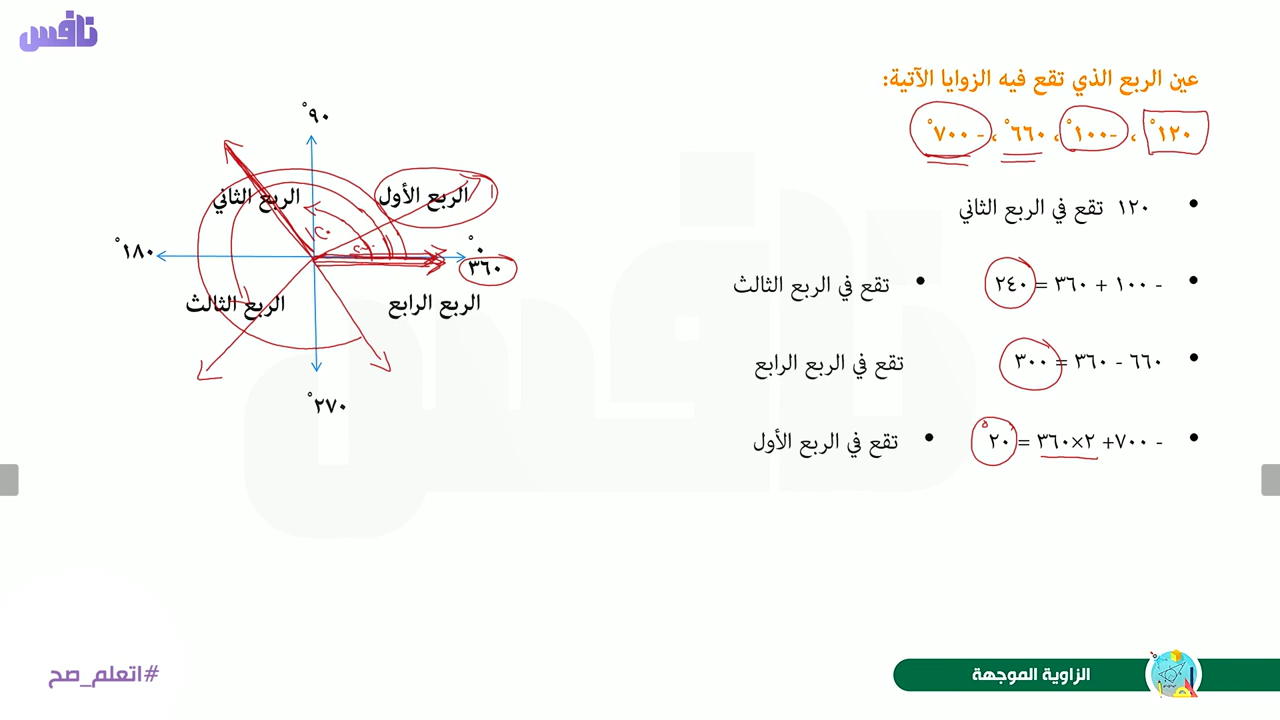 نافس
عين الربع الذي تقع فيه الزوايا الآتية:
١٢٠° ، -١٠٠° ، ٦٦٠° ، - ٧٠٠°
• ١٢٠ تقع في الربع الثاني
• - ١٠٠ + ٣٦٠ = ٢٤٠ • تقع في الربع الثالث
• ٦٦٠ - ٣٦٠ = ٣٠٠ تقع في الربع الرابع
• - ٧٠٠+ ٢×٣٦٠ = ٢٠ • تقع في الربع الأول
٩٠°
الربع الأول
الربع الثاني
١٢٠
٠°
١٨٠°
٣٦٠
الربع الرابع
الربع الثالث
٢٧٠°
الزاوية الموجهة
#اتعلم_صح